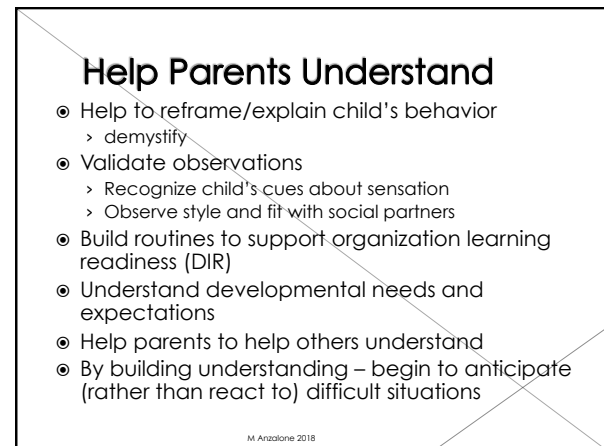 Help Parents Understand
◉ Help to reframe/explain child's behavior
› demystify
◉ Validate observations
› Recognize child's cues about sensation
› Observe style and fit with social partners
◉ Build routines to support organization learning
readiness (DIR)
◉ Understand developmental needs and
expectations
◉ Help parents to help others understand
◉ By building understanding – begin to anticipate
(rather than react to) difficult situations
M Anzalone 2018